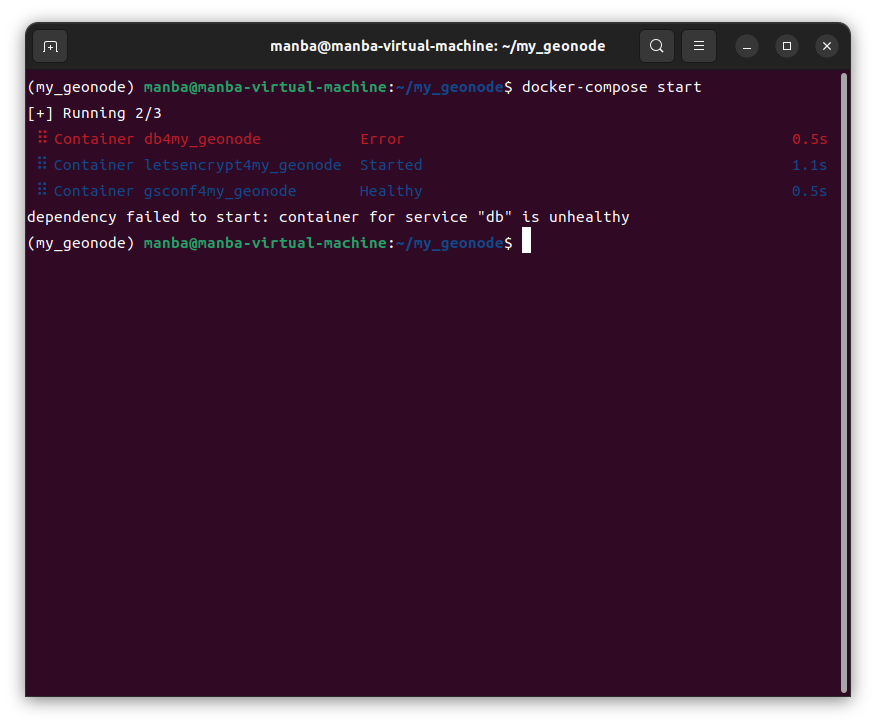 manba@manba-virtual-machine: ~/my_geonode
(my_geonode) manba@manba-virtual-machine:~/my_geonode$ docker-compose start
[+] Running 2/3
⠿ Container db4my_geonode Error 0.5s
⠿ Container letsencrypt4my_geonode Started 1.1s
⠿ Container gsconf4my_geonode Healthy 0.5s
dependency failed to start: container for service "db" is unhealthy
(my_geonode) manba@manba-virtual-machine:~/my_geonode$